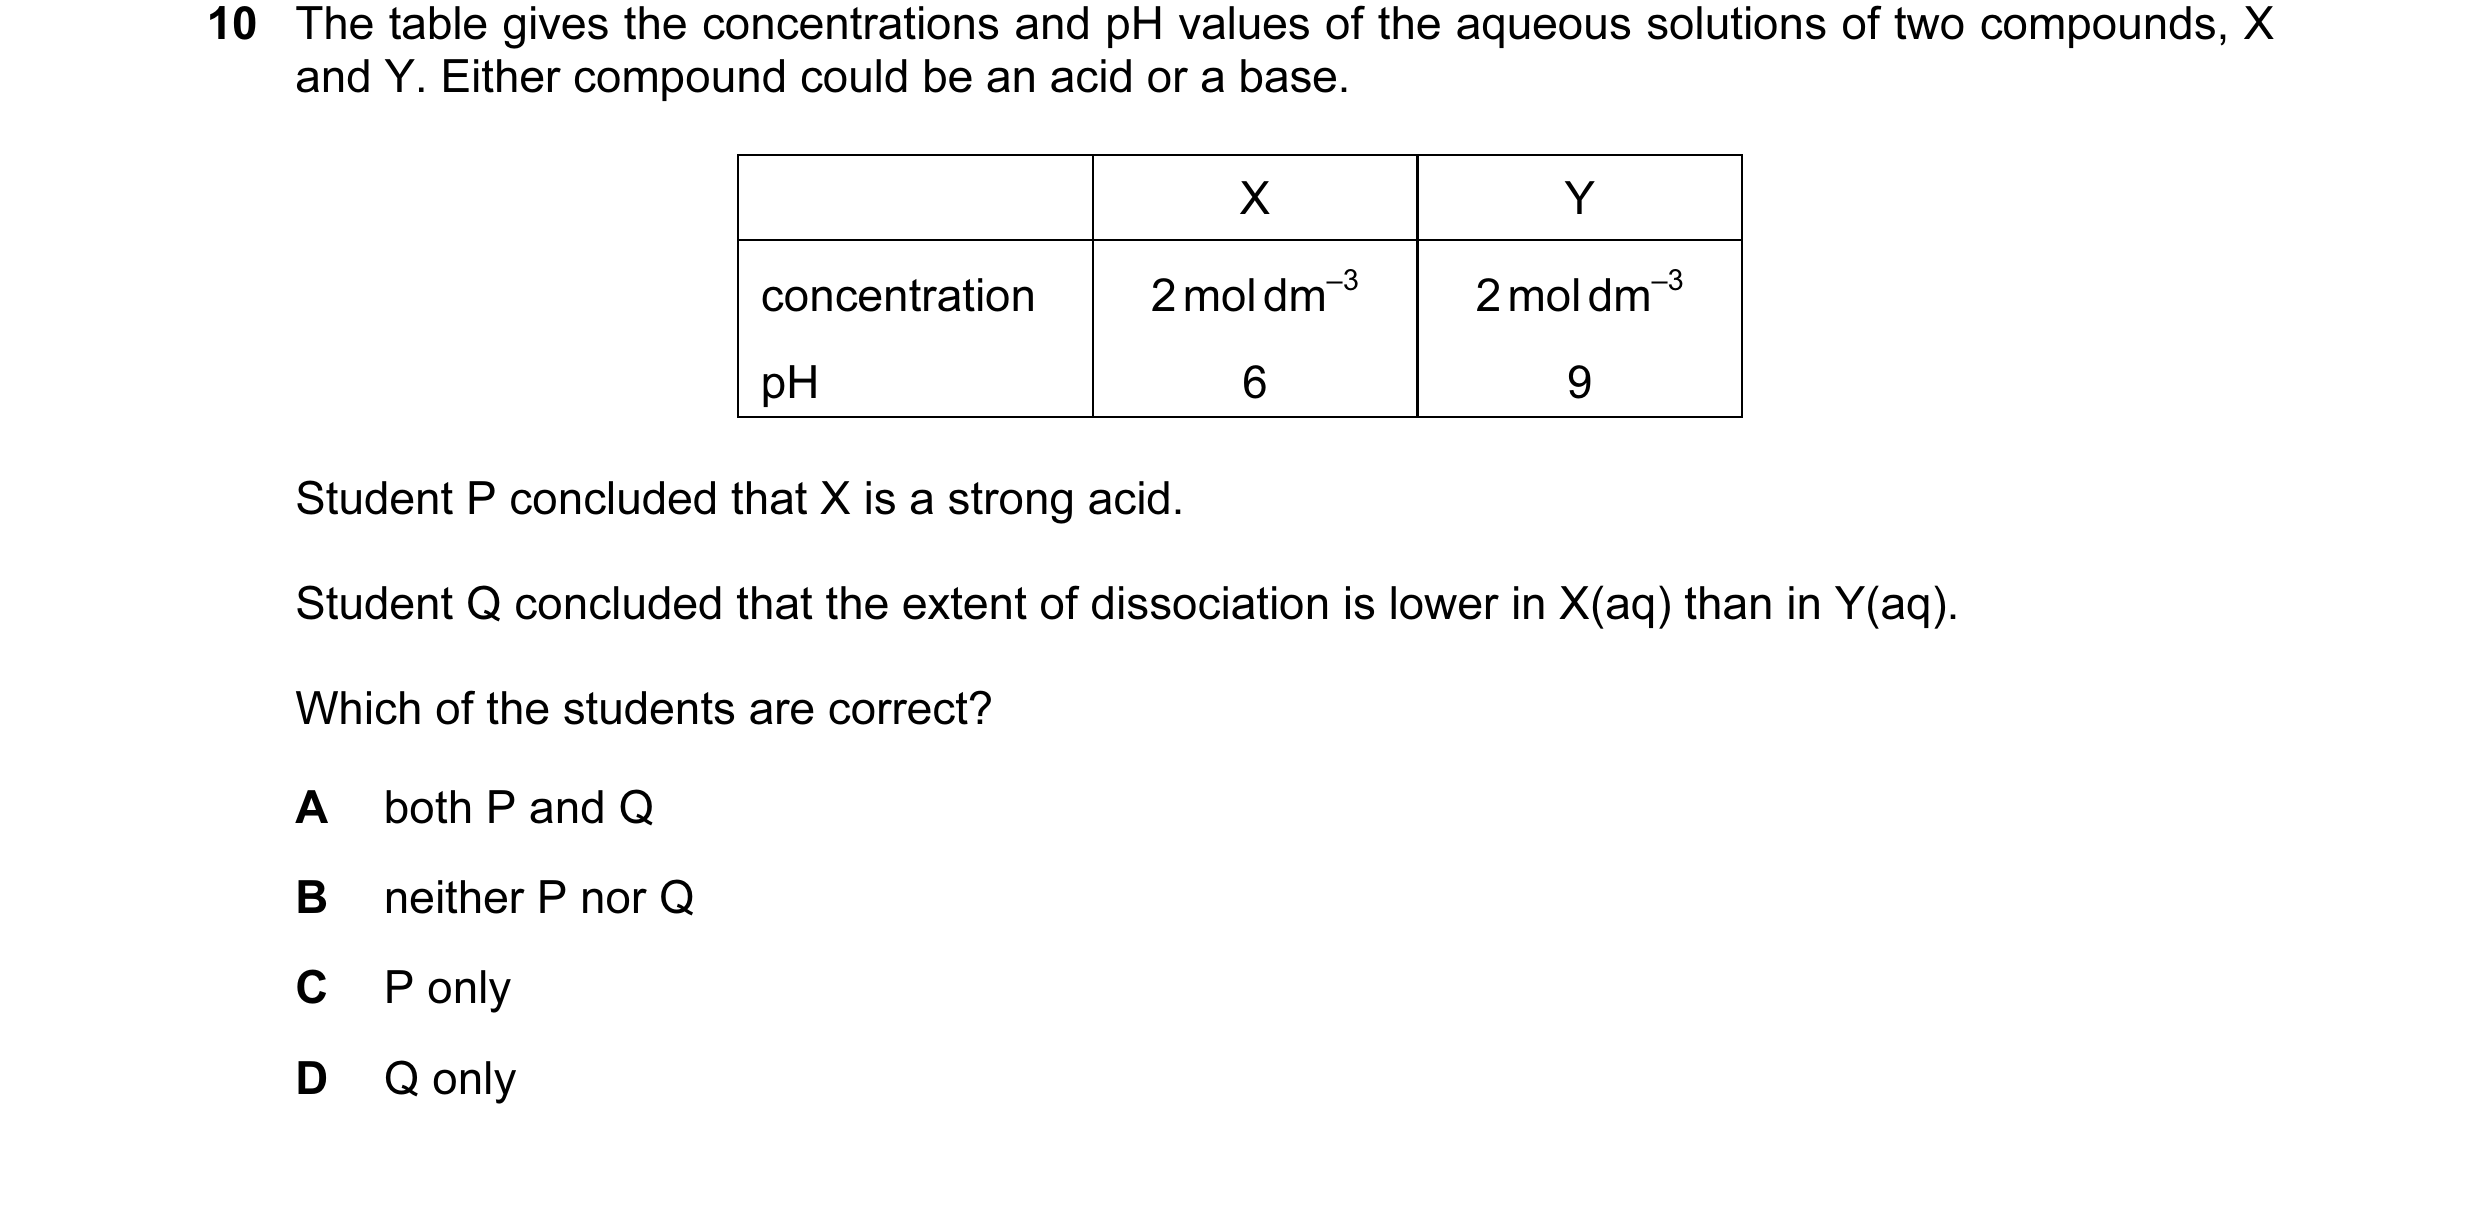 10 The table gives the concentrations and pH values of the aqueous solutions of two compounds, X
and Y. Either compound could be an acid or a base.
X Y
concentration 2 mol dm⁻³ 2 mol dm⁻³
pH 6 9
Student P concluded that X is a strong acid.
Student Q concluded that the extent of dissociation is lower in X(aq) than in Y(aq).
Which of the students are correct?
A both P and Q
B neither P nor Q
C P only
D Q only